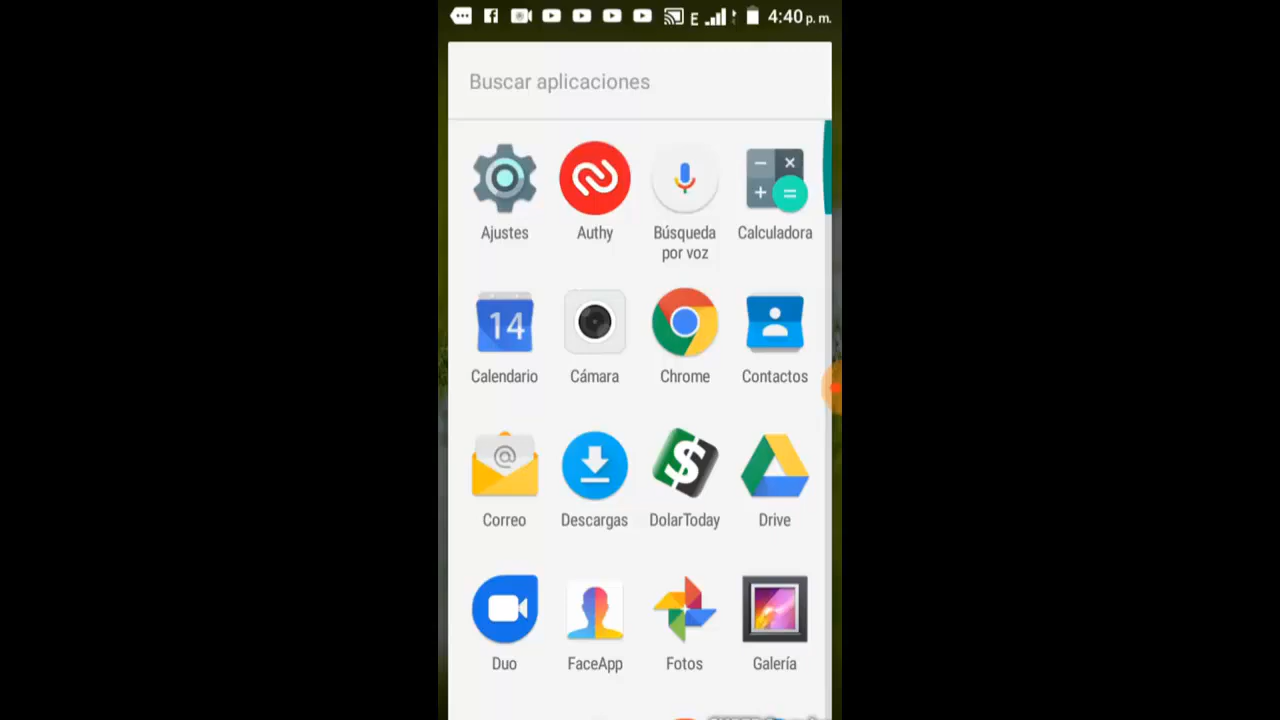 E 4:40 p. m.
Buscar aplicaciones
Ajustes Authy Búsqueda por voz Calculadora
14
Calendario Cámara Chrome Contactos
@
Correo Descargas DolarToday Drive
Duo FaceApp Fotos Galería